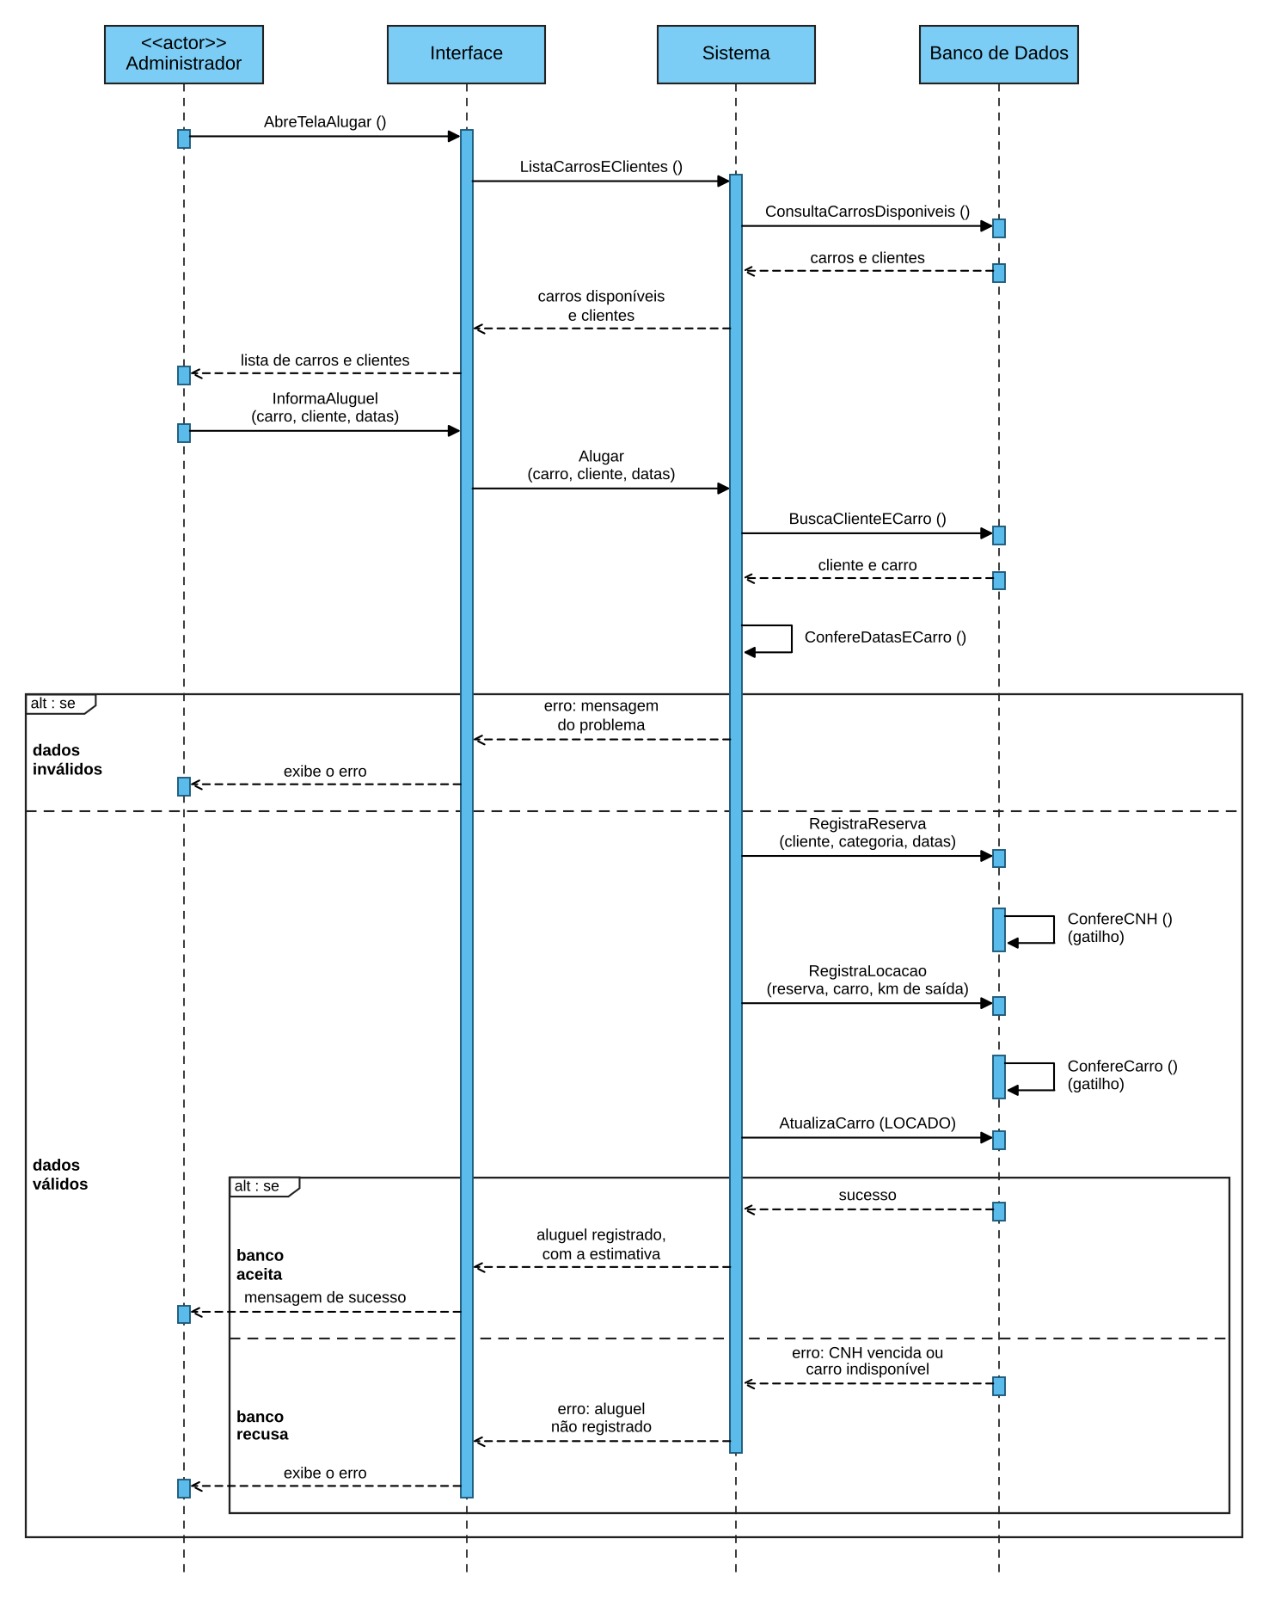 <<actor>>
Administrador
Interface
Sistema
Banco de Dados
AbreTelaAlugar ()
ListaCarrosEClientes ()
ConsultaCarrosDisponiveis ()
carros e clientes
carros disponíveis
e clientes
lista de carros e clientes
InformaAluguel
(carro, cliente, datas)
Alugar
(carro, cliente, datas)
BuscaClienteECarro ()
cliente e carro
ConfereDatasECarro ()
alt : se
erro: mensagem
do problema
dados
inválidos
exibe o erro
RegistraReserva
(cliente, categoria, datas)
ConfereCNH ()
(gatilho)
RegistraLocacao
(reserva, carro, km de saída)
ConfereCarro ()
(gatilho)
AtualizaCarro (LOCADO)
dados
válidos
alt : se
sucesso
aluguel registrado,
com a estimativa
banco
aceita
mensagem de sucesso
erro: CNH vencida ou
carro indisponível
erro: aluguel
não registrado
banco
recusa
exibe o erro